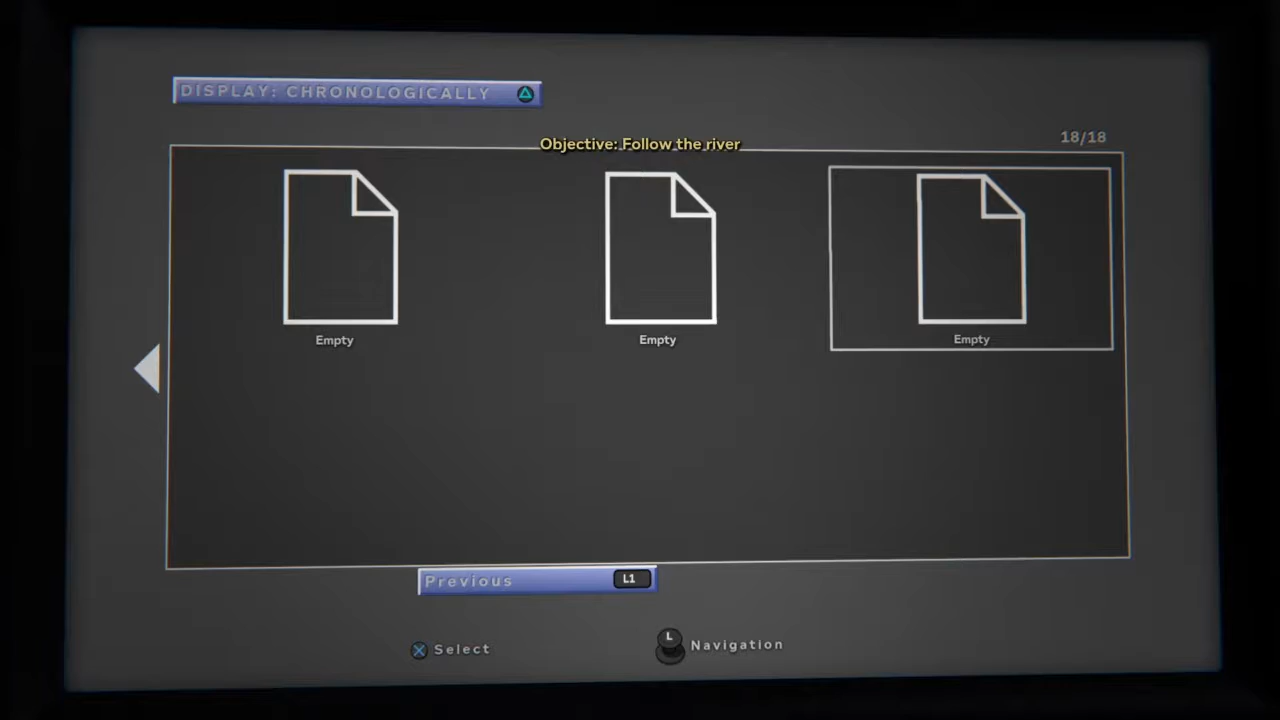 DISPLAY: CHRONOLOGICALLY
18/18
Objective: Follow the river
Empty
Empty
Empty
Previous L1
Select
L Navigation